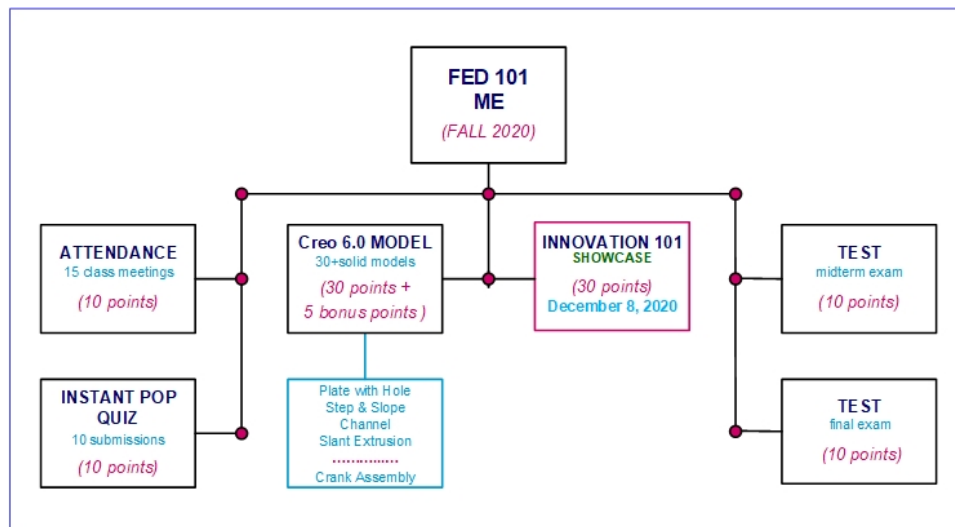 FED 101
ME
(FALL 2020)
ATTENDANCE
15 class meetings
(10 points)
Creo 6.0 MODEL
30+solid models
(30 points +
5 bonus points )
INNOVATION 101
SHOWCASE
(30 points)
December 8, 2020
TEST
midterm exam
(10 points)
INSTANT POP
QUIZ
10 submissions
(10 points)
Plate with Hole
Step & Slope
Channel
Slant Extrusion
..............
Crank Assembly
TEST
final exam
(10 points)